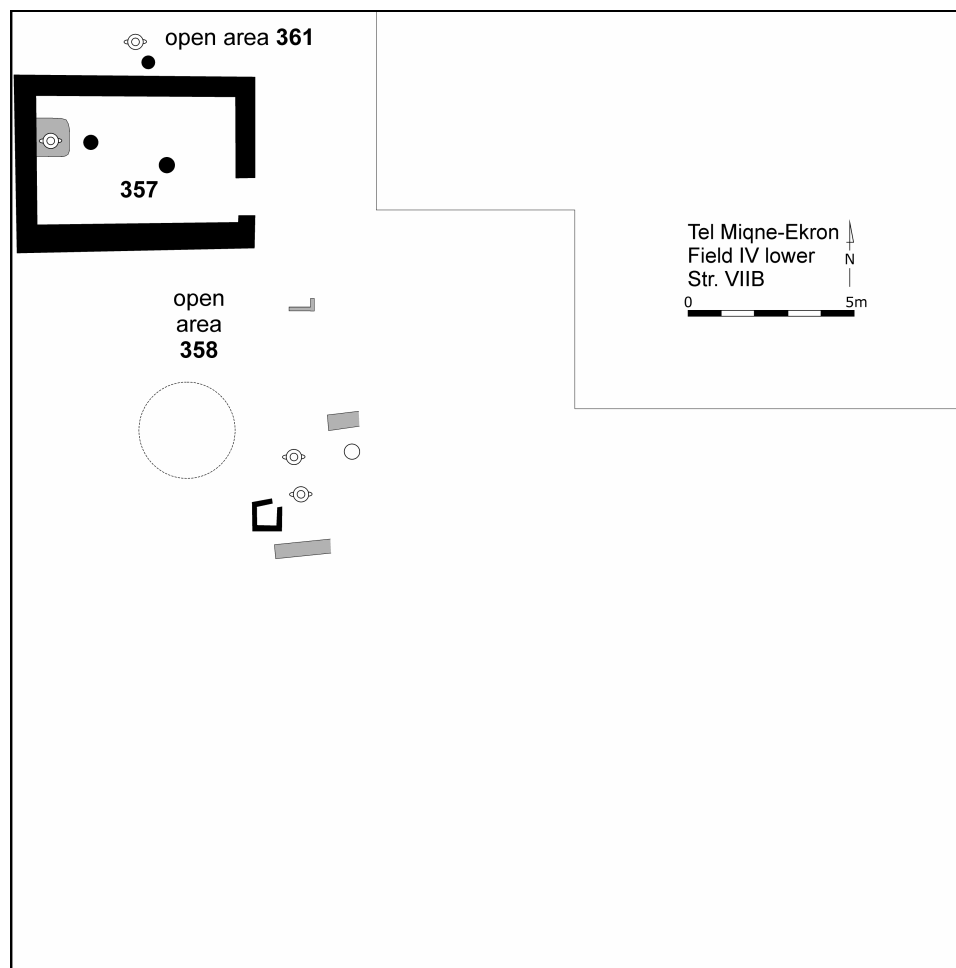 open area 361
357
Tel Miqne-Ekron
Field IV lower
Str. VIIB
N
0 5m
open
area
358